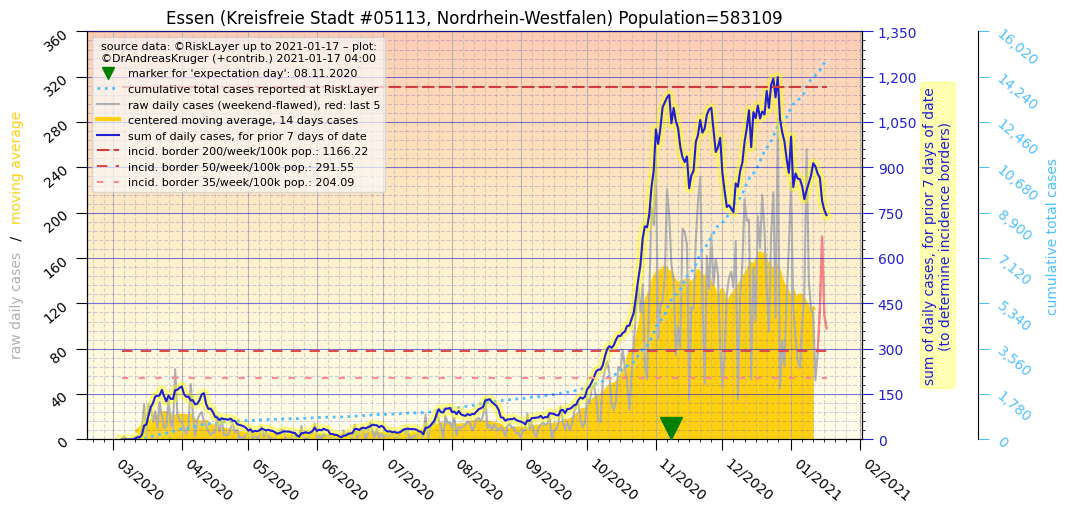 Essen (Kreisfreie Stadt #05113, Nordrhein-Westfalen) Population=583109
source data: ©RiskLayer up to 2021-01-17 – plot:
©DrAndreasKruger (+contrib.) 2021-01-17 04:00
marker for 'expectation day': 08.11.2020
cumulative total cases reported at RiskLayer
raw daily cases (weekend-flawed), red: last 5
centered moving average, 14 days cases
sum of daily cases, for prior 7 days of date
incid. border 200/week/100k pop.: 1166.22
incid. border 50/week/100k pop.: 291.55
incid. border 35/week/100k pop.: 204.09
raw daily cases / moving average
360
320
280
240
200
160
120
80
40
0
03/2020
04/2020
05/2020
06/2020
07/2020
08/2020
09/2020
10/2020
11/2020
12/2020
01/2021
02/2021
1,350
1,200
1,050
900
750
600
450
300
150
0
sum of daily cases, for prior 7 days of date
(to determine incidence borders)
16,020
14,240
12,460
10,680
8,900
7,120
5,340
3,560
1,780
0
cumulative total cases